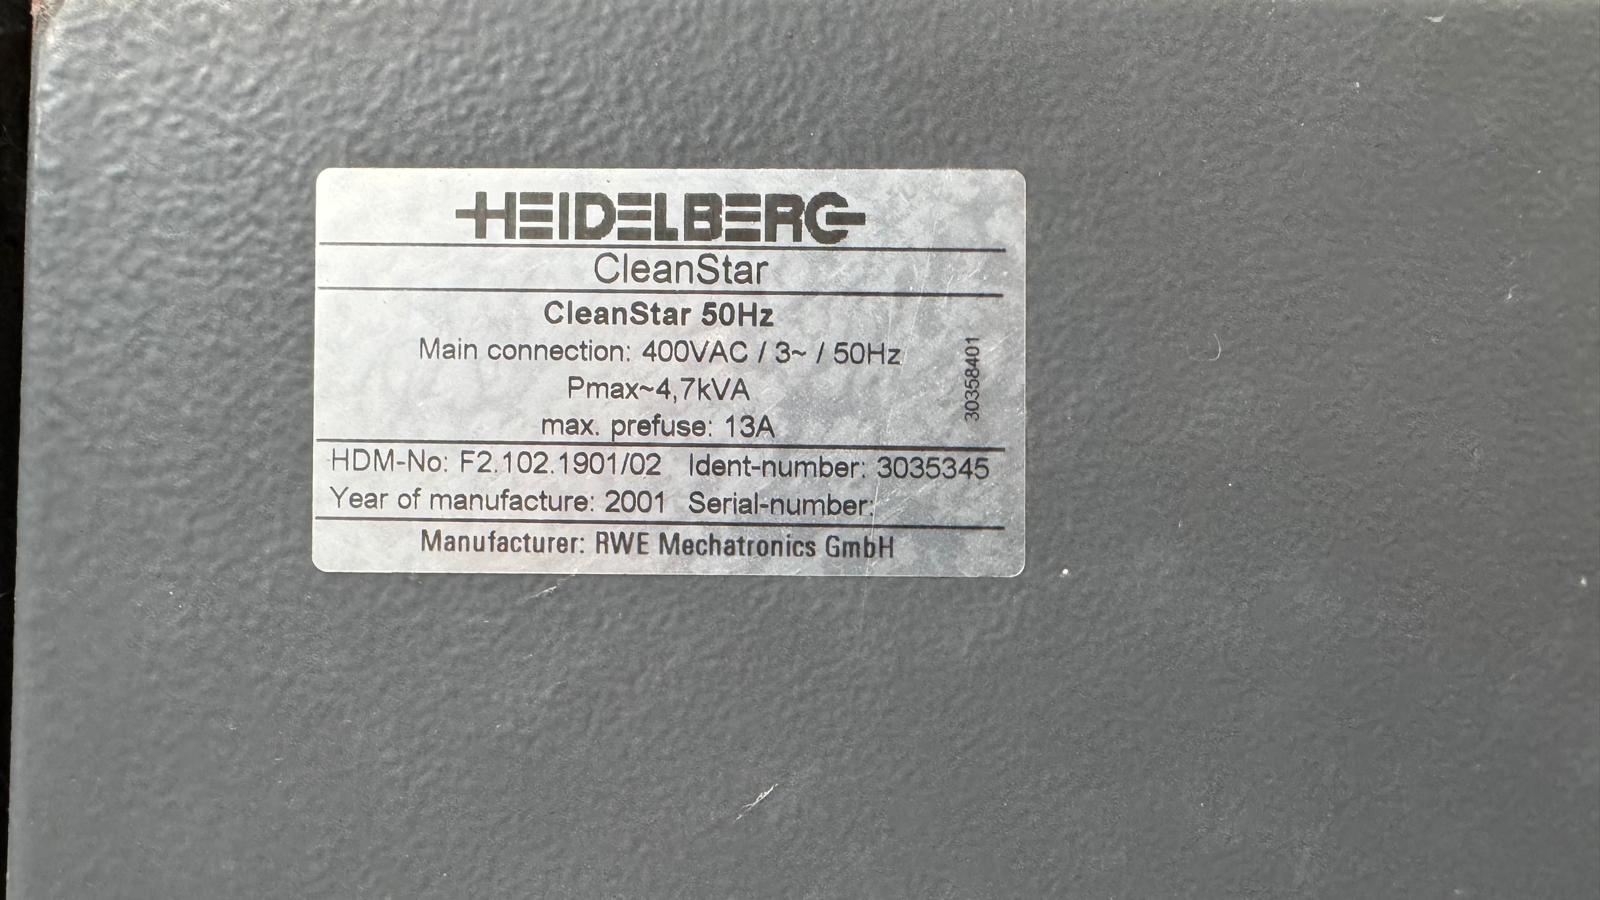 HEIDELBERG
CleanStar
CleanStar 50Hz
Main connection: 400VAC / 3~ / 50Hz
Pmax~4,7kVA
max. prefuse: 13A
30358401
HDM-No: F2.102.1901/02 Ident-number: 3035345
Year of manufacture: 2001 Serial-number:
Manufacturer: RWE Mechatronics GmbH